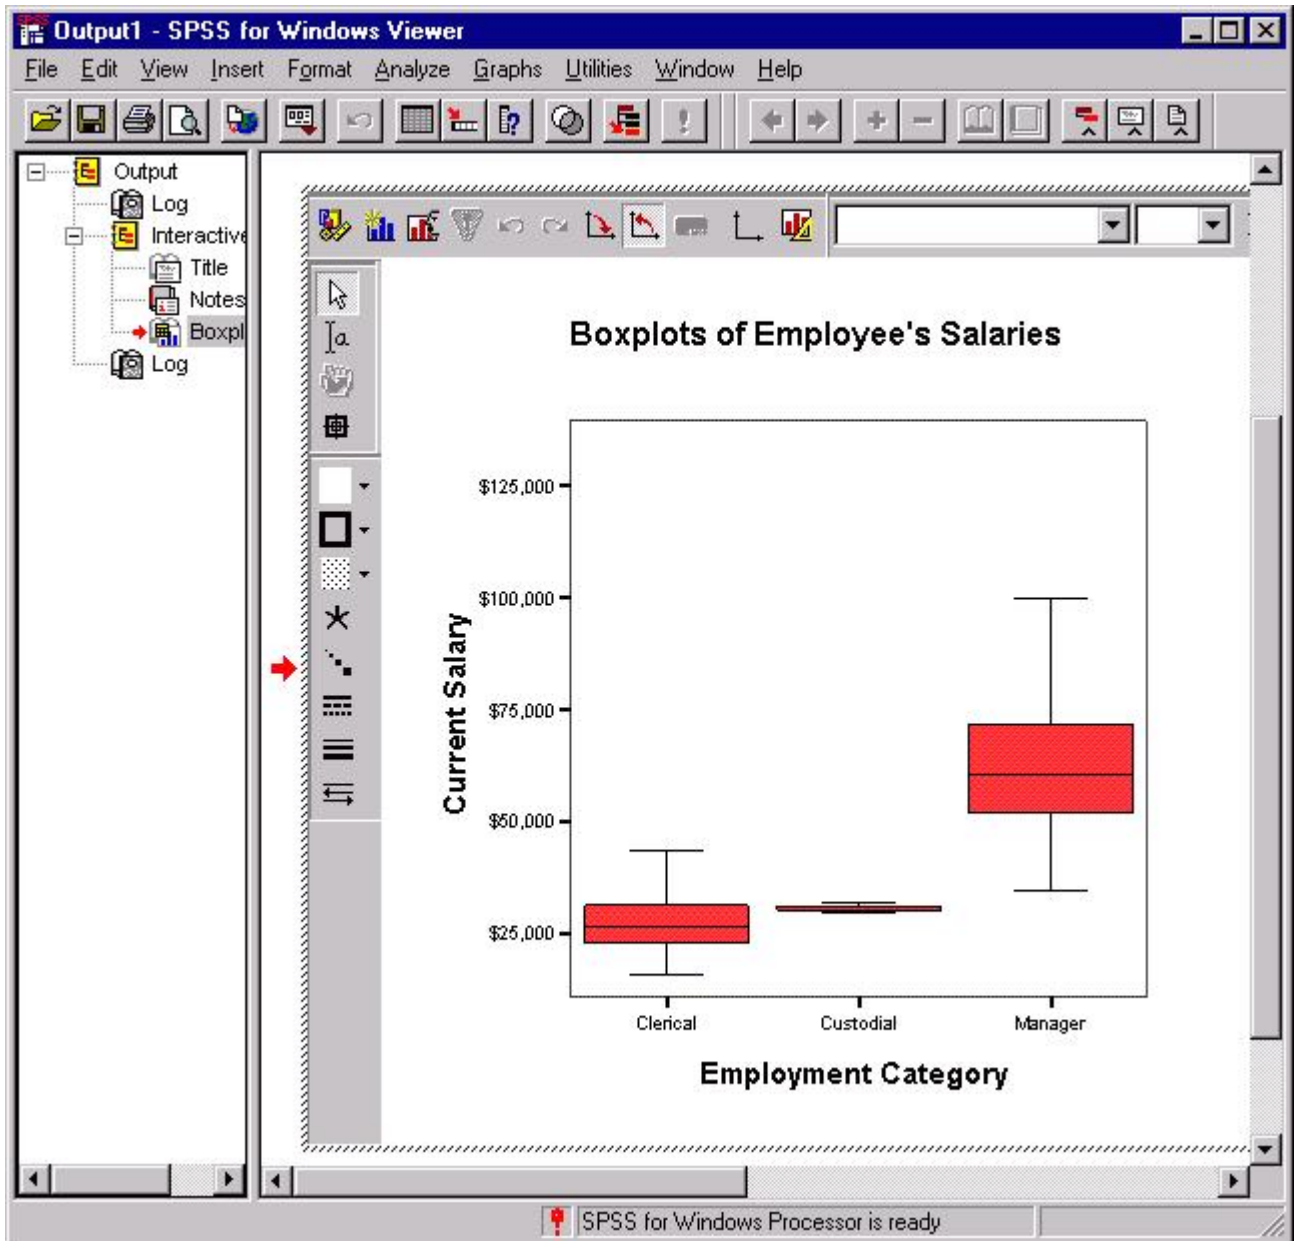 Output1 - SPSS for Windows Viewer
File Edit View Insert Format Analyze Graphs Utilities Window Help
Output
Log
Interactive
Title
Notes
Boxpl
Log
Boxplots of Employee's Salaries
$125,000
$100,000
$75,000
$50,000
$25,000
Current Salary
Clerical Custodial Manager
Employment Category
SPSS for Windows Processor is ready